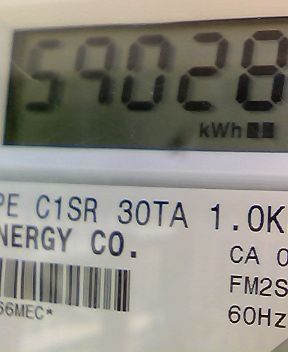 59028
kWh
PE C1SR 30TA 1.0K
NERGY CO.
CA 0
FM2S
66MEC*
60Hz